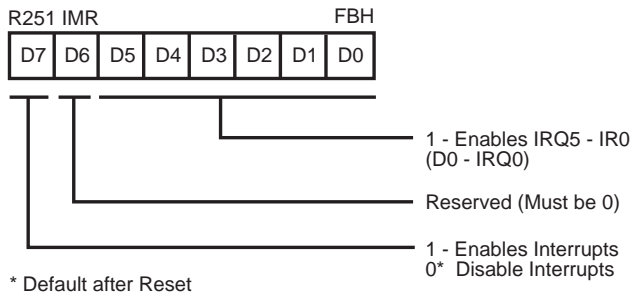 R251 IMR FBH
D7 D6 D5 D4 D3 D2 D1 D0
1 - Enables IRQ5 - IR0
(D0 - IRQ0)
Reserved (Must be 0)
1 - Enables Interrupts
0* Disable Interrupts
* Default after Reset